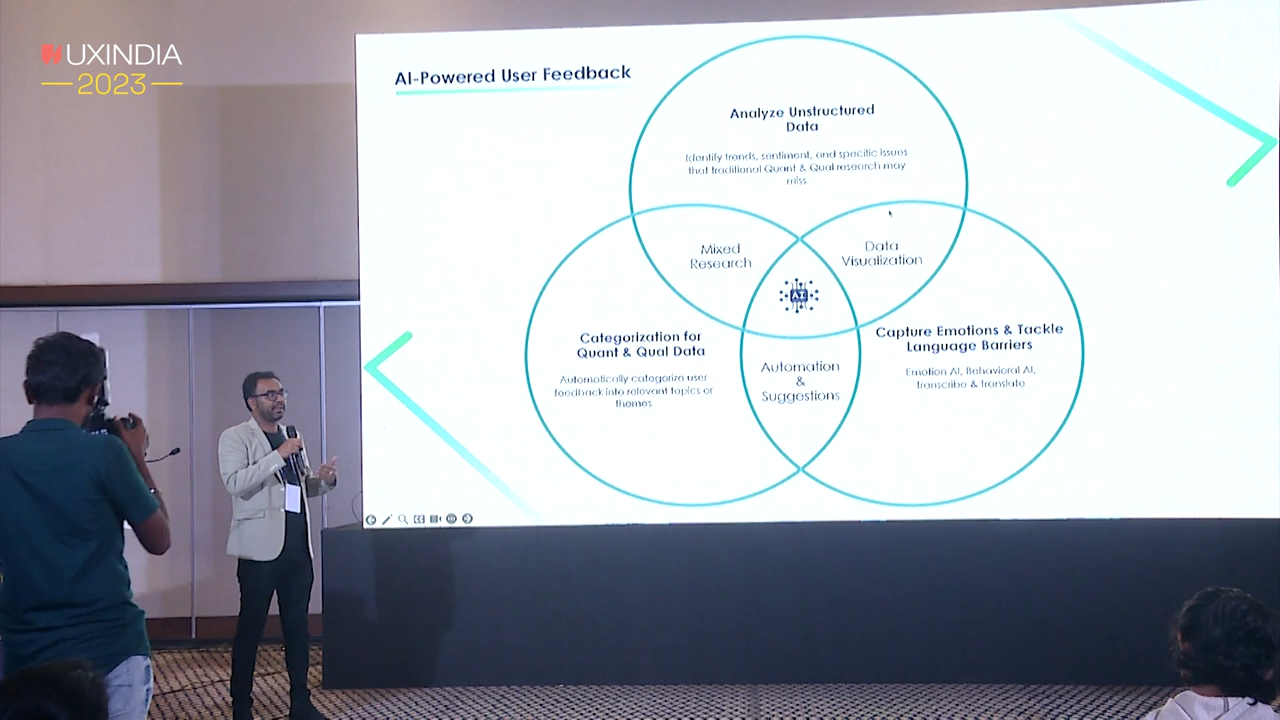 UXINDIA
2023
AI-Powered User Feedback
Analyze Unstructured
Data
Identify trends, sentiment, and specific issues
that traditional Quant & Qual research may
miss
Mixed
Research
Data
Visualization
AI
Categorization for
Quant & Qual Data
Automatically categorize user
feedback into relevant topics or
themes
Automation
&
Suggestions
Capture Emotions & Tackle
Language Barriers
Emotion AI, Behavioral AI,
transcribe & translate